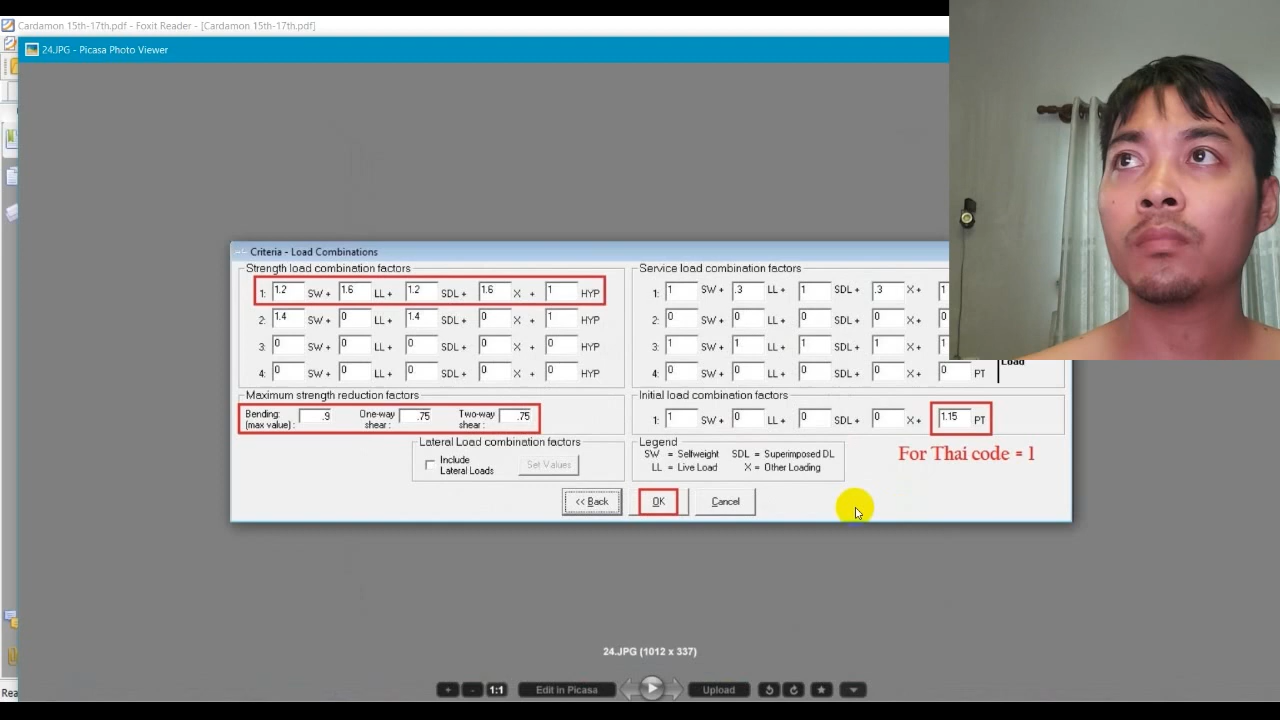 Cardamon 15th-17th.pdf - Foxit Reader - [Cardamon 15th-17th.pdf]
24.JPG - Picasa Photo Viewer
Criteria - Load Combinations
Strength load combination factors
1: 1.2 SW + 1.6 LL + 1.2 SDL + 1.6 X + 1 HYP
2: 1.4 SW + 0 LL + 1.4 SDL + 0 X + 1 HYP
3: 0 SW + 0 LL + 0 SDL + 0 X + 0 HYP
4: 0 SW + 0 LL + 0 SDL + 0 X + 0 HYP
Service load combination factors
1: 1 SW + .3 LL + 1 SDL + .3 X + 1
2: 0 SW + 0 LL + 0 SDL + 0 X + 0
3: 1 SW + 1 LL + 1 SDL + 1 X + 1
4: 0 SW + 0 LL + 0 SDL + 0 X + 0 PT
Load
Maximum strength reduction factors
Bending: .9 One-way .75 Two-way .75
(max value) : shear : shear :
Initial load combination factors
1: 1 SW + 0 LL + 0 SDL + 0 X + 1.15 PT
Lateral Load combination factors
Include
Lateral Loads
Set Values
Legend
SW = Selfweight SDL = Superimposed DL
LL = Live Load X = Other Loading
For Thai code = 1
<< Back OK Cancel
24.JPG (1012 x 337)
1:1 Edit in Picasa Upload
Rea